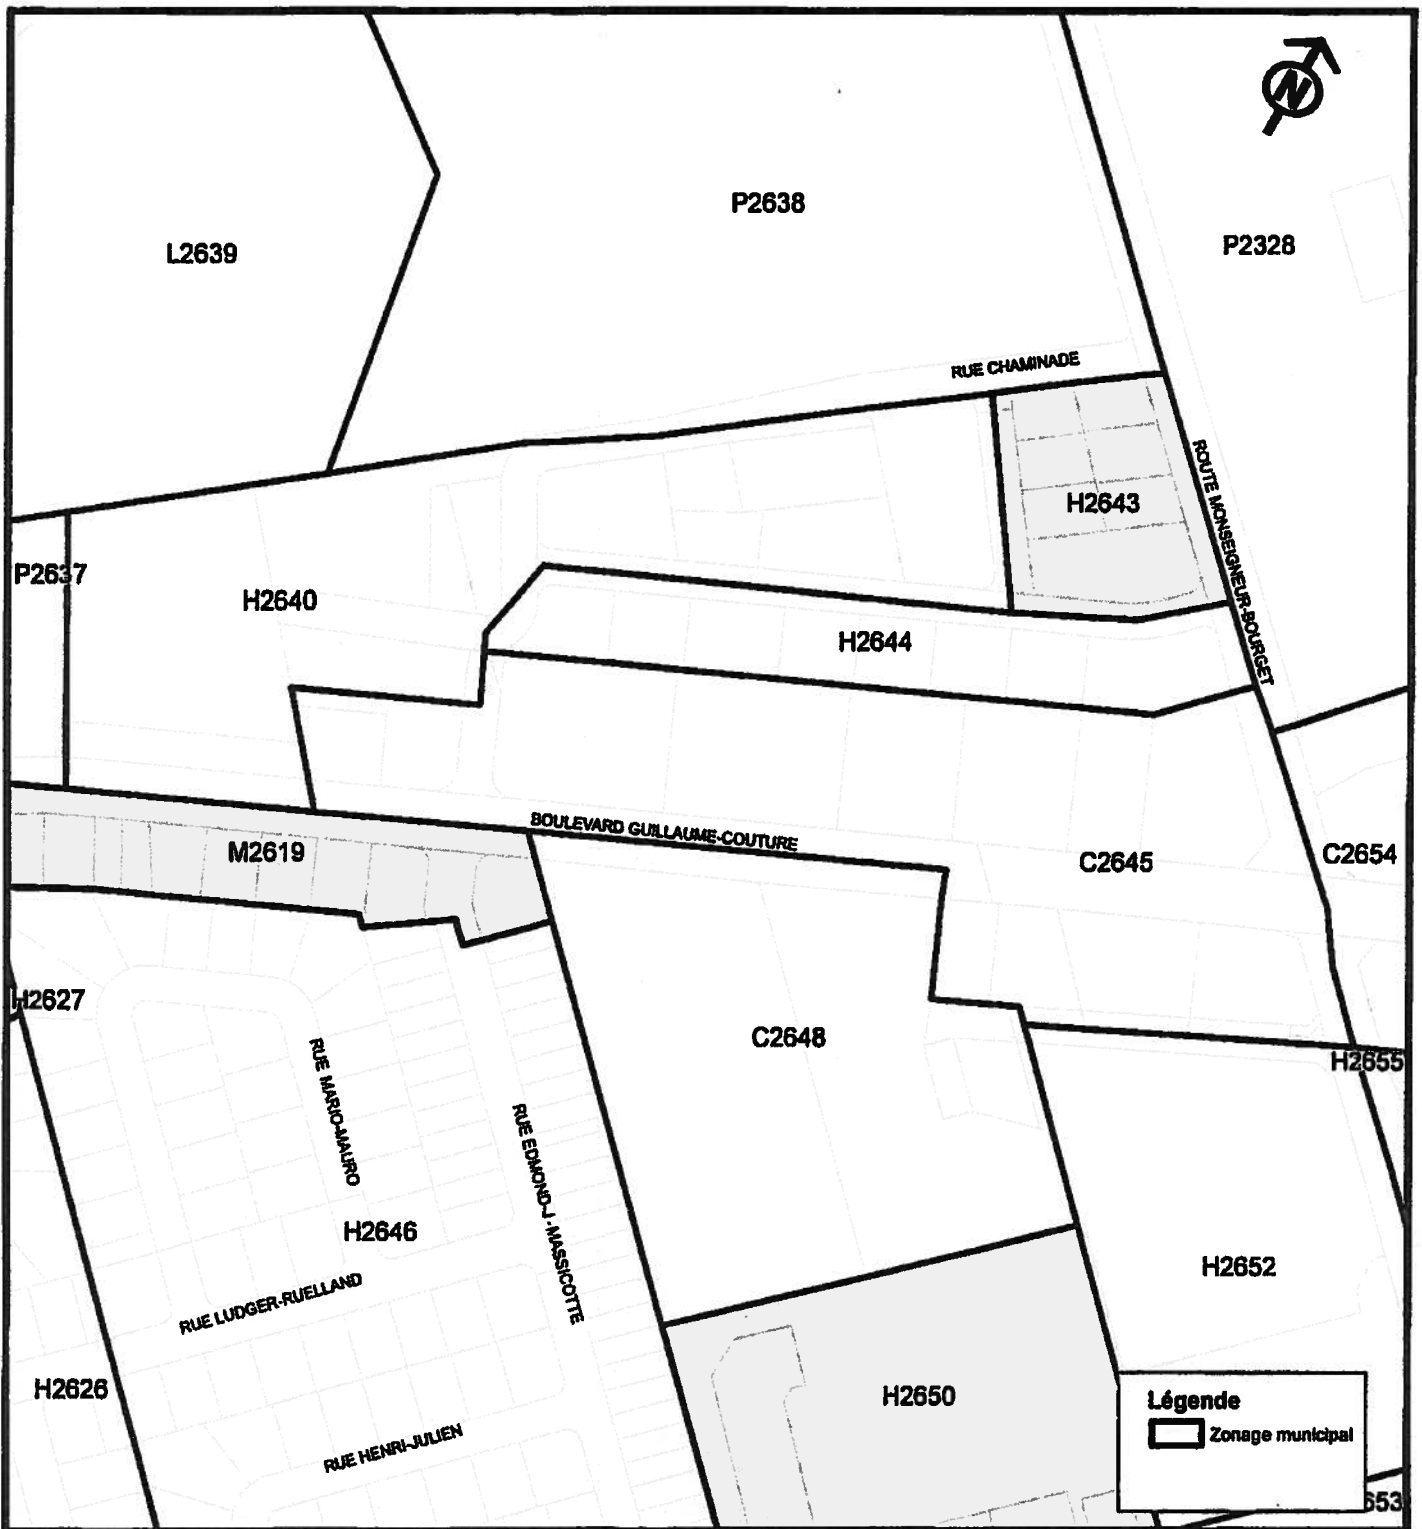 N
P2638
L2639
P2328
RUE CHAMINADE
H2643
ROUTE MONSEIGNEUR-BOURGET
P2637
H2640
H2644
BOULEVARD GUILLAUME-COUTURE
M2619
C2645
C2654
H2627
C2648
RUE MARIO-MAURO
H2655
RUE EDMOND-J-MASSICOTTE
H2646
H2652
RUE LUDGER-RUELLAND
H2626
H2650
Légende
Zonage municipal
RUE HENRI-JULIEN
653